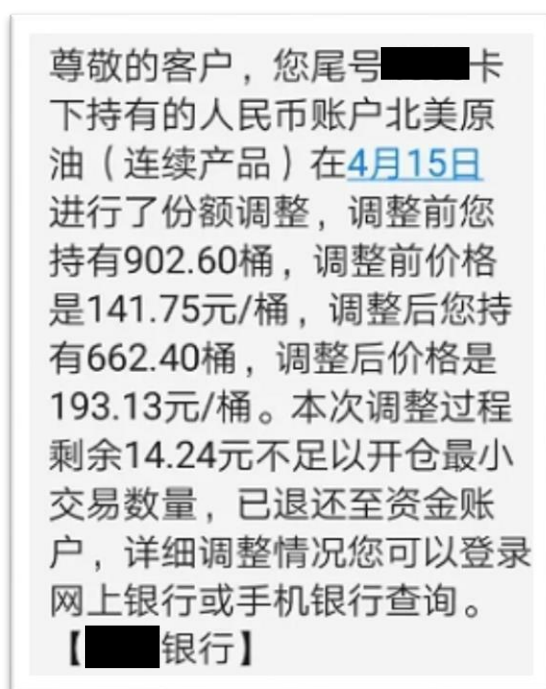 尊敬的客户，您尾号卡
下持有的人民币账户北美原
油（连续产品）在4月15日
进行了份额调整，调整前您
持有902.60桶，调整前价格
是141.75元/桶，调整后您持
有662.40桶，调整后价格是
193.13元/桶。本次调整过程
剩余14.24元不足以开仓最小
交易数量，已退还至资金账
户，详细调整情况您可以登录
网上银行或手机银行查询。
【银行】